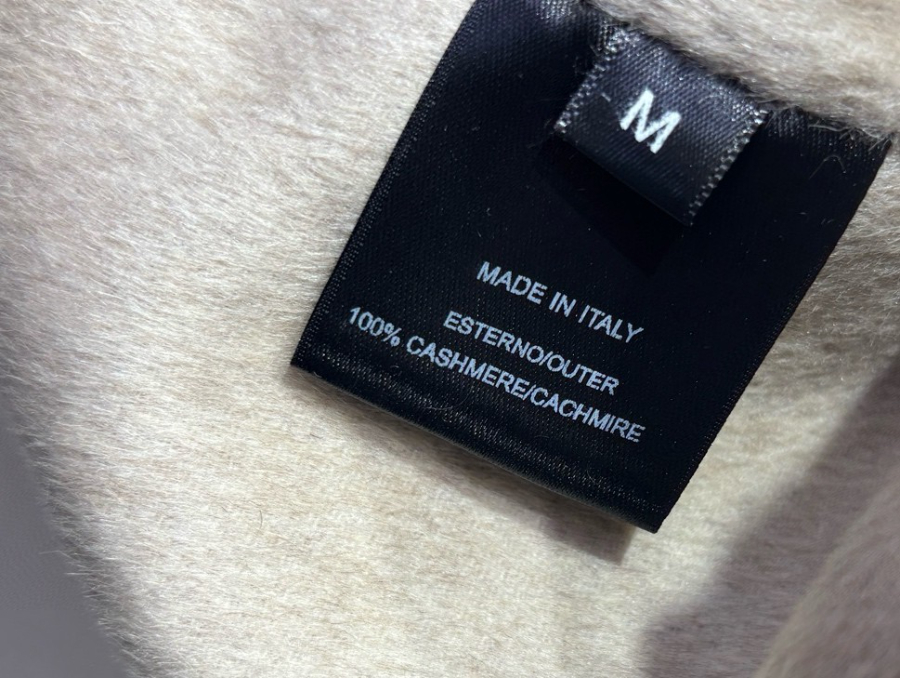 M
MADE IN ITALY
ESTERNO/OUTER
100% CASHMERE/CACHMIRE